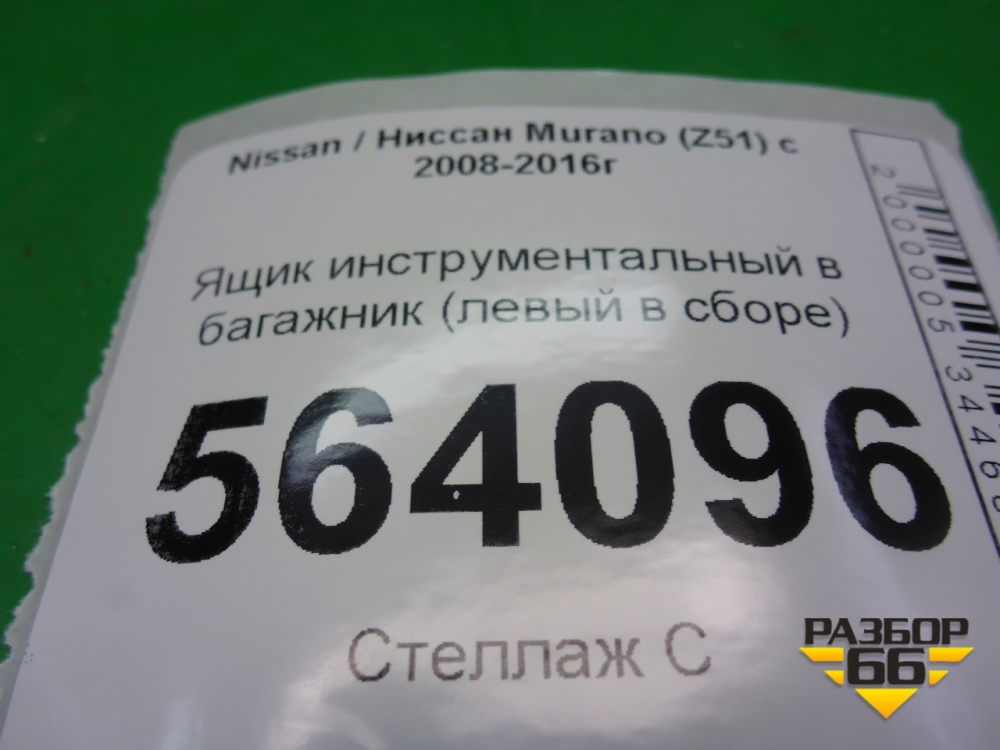 Nissan / Ниссан Murano (Z51) с
2008-2016г
Ящик инструментальный в
багажник (левый в сборе)
564096
Стеллаж С
РАЗБОР
66